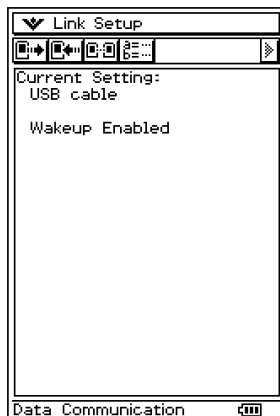 Link Setup
a=
b=
Current Setting:
USB cable
Wakeup Enabled
Data Communication